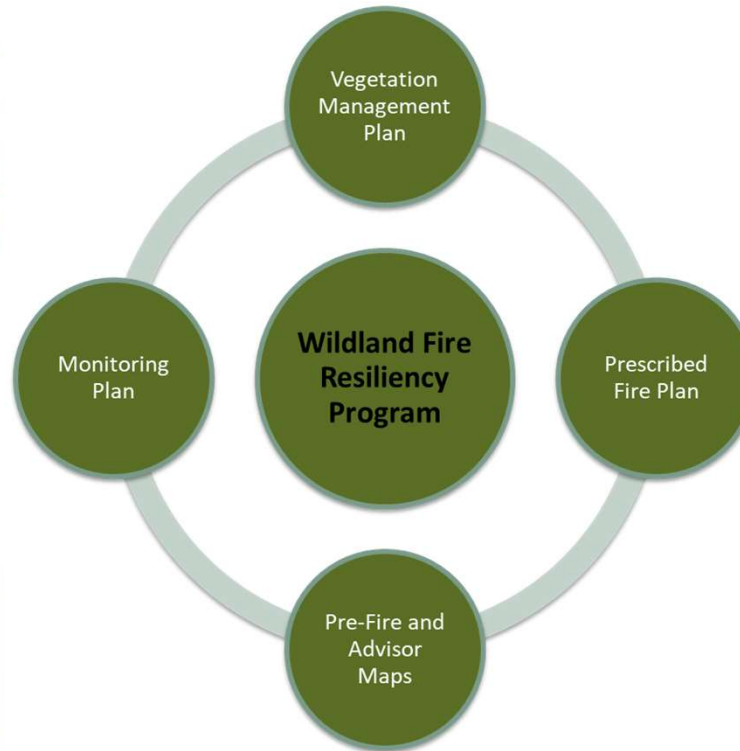 Vegetation
Management
Plan
Wildland Fire
Resiliency
Program
Monitoring
Plan
Prescribed
Fire Plan
Pre-Fire and
Advisor
Maps